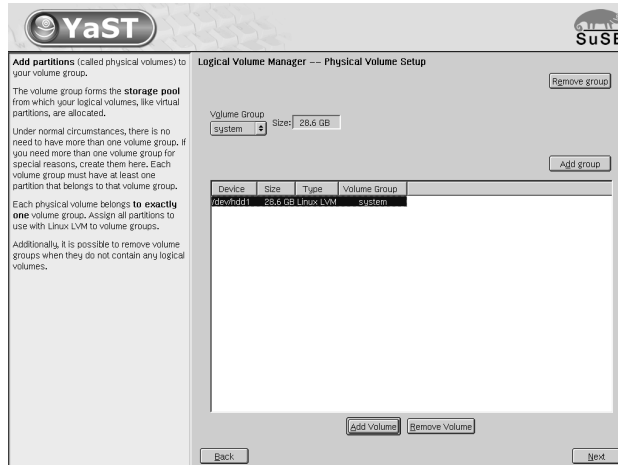 YaST
SuSE
Add partitions (called physical volumes) to
your volume group.
The volume group forms the storage pool
from which your logical volumes, like virtual
partitions, are allocated.
Under normal circumstances, there is no
need to have more than one volume group. If
you need more than one volume group for
special reasons, create them here. Each
volume group must have at least one
partition that belongs to that volume group.
Each physical volume belongs to exactly
one volume group. Assign all partitions to
use with Linux LVM to volume groups.
Additionally, it is possible to remove volume
groups when they do not contain any logical
volumes.
Logical Volume Manager -- Physical Volume Setup
Remove group
Volume Group
system Size: 28.6 GB
Add group
Device Size Type Volume Group
/dev/hdd1 28.6 GB Linux LVM system
Add Volume Remove Volume
Back Next